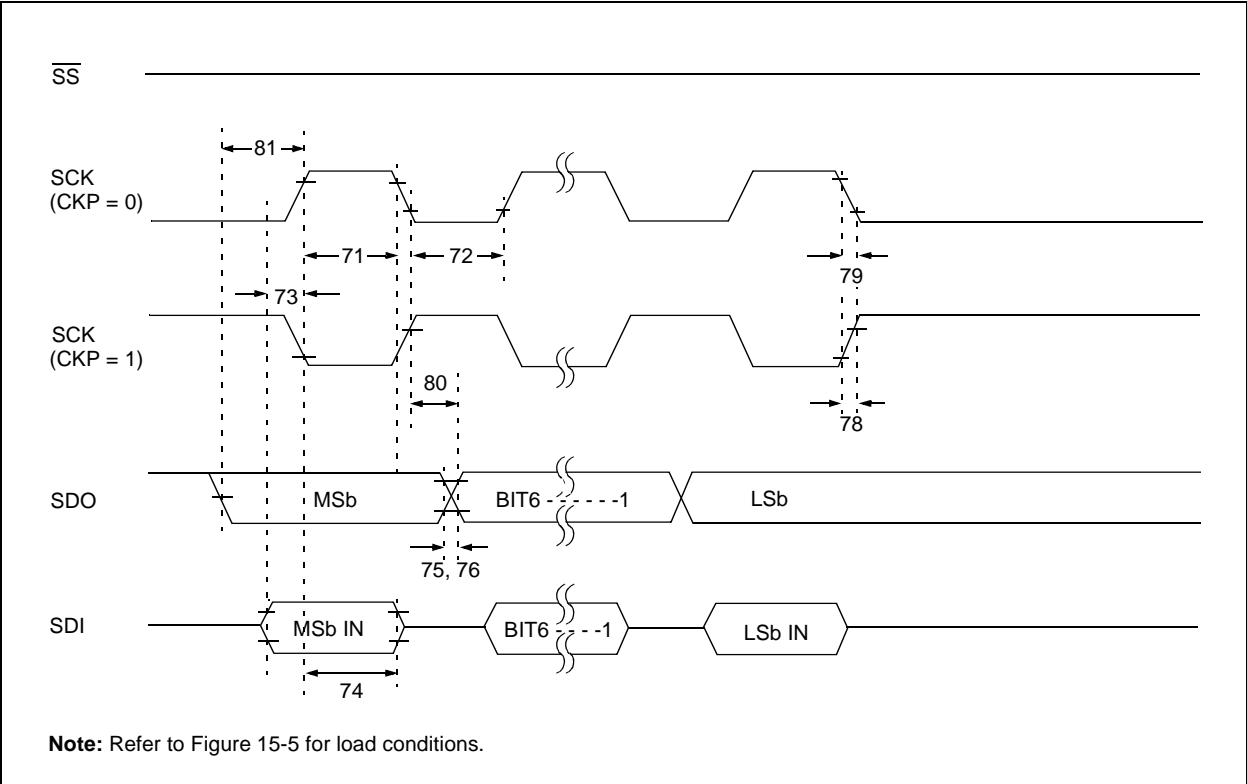 SS
81
SCK
(CKP = 0)
71
72
79
73
SCK
(CKP = 1)
80
78
SDO
MSb
BIT6 - - - - - -1
LSb
75, 76
SDI
MSb IN
BIT6 - - - -1
LSb IN
74
Note: Refer to Figure 15-5 for load conditions.